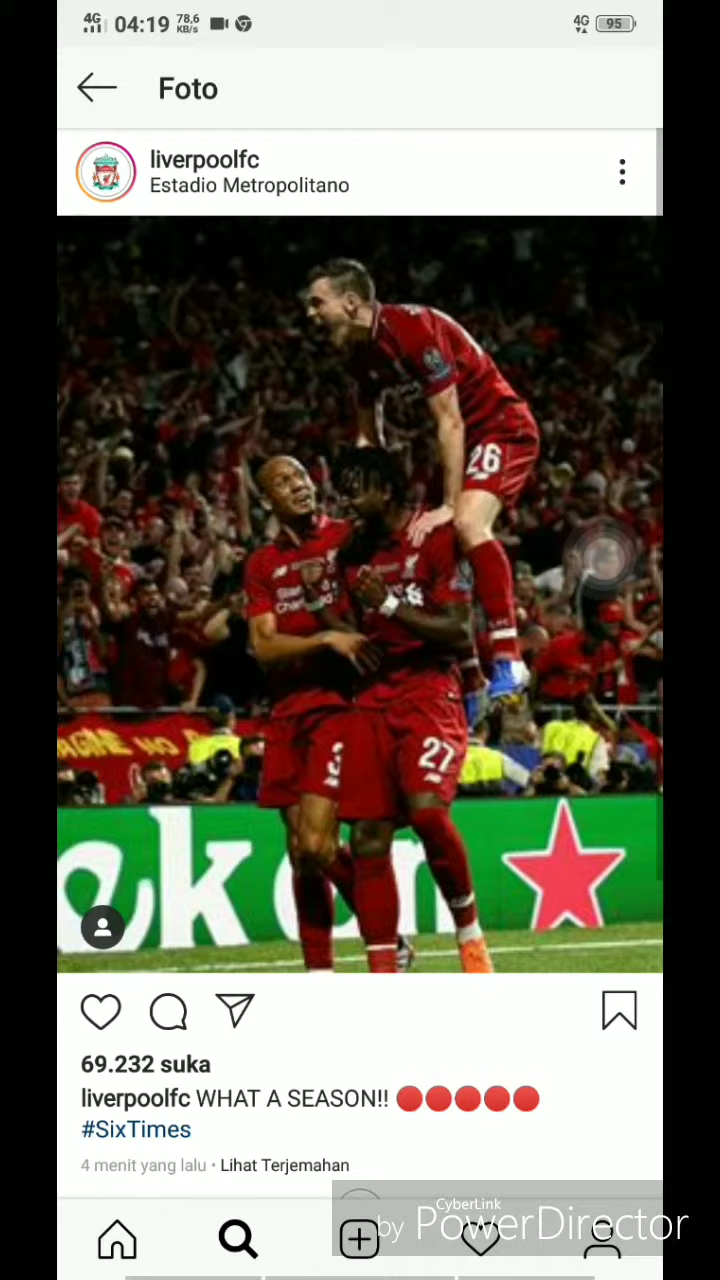 4G 04:19 78,6 KB/s 4G 95
Foto
liverpoolfc
Estadio Metropolitano
26
3
27
69.232 suka
liverpoolfc WHAT A SEASON!! 🔴🔴🔴🔴🔴
#SixTimes
4 menit yang lalu • Lihat Terjemahan
CyberLink
by PowerDirector